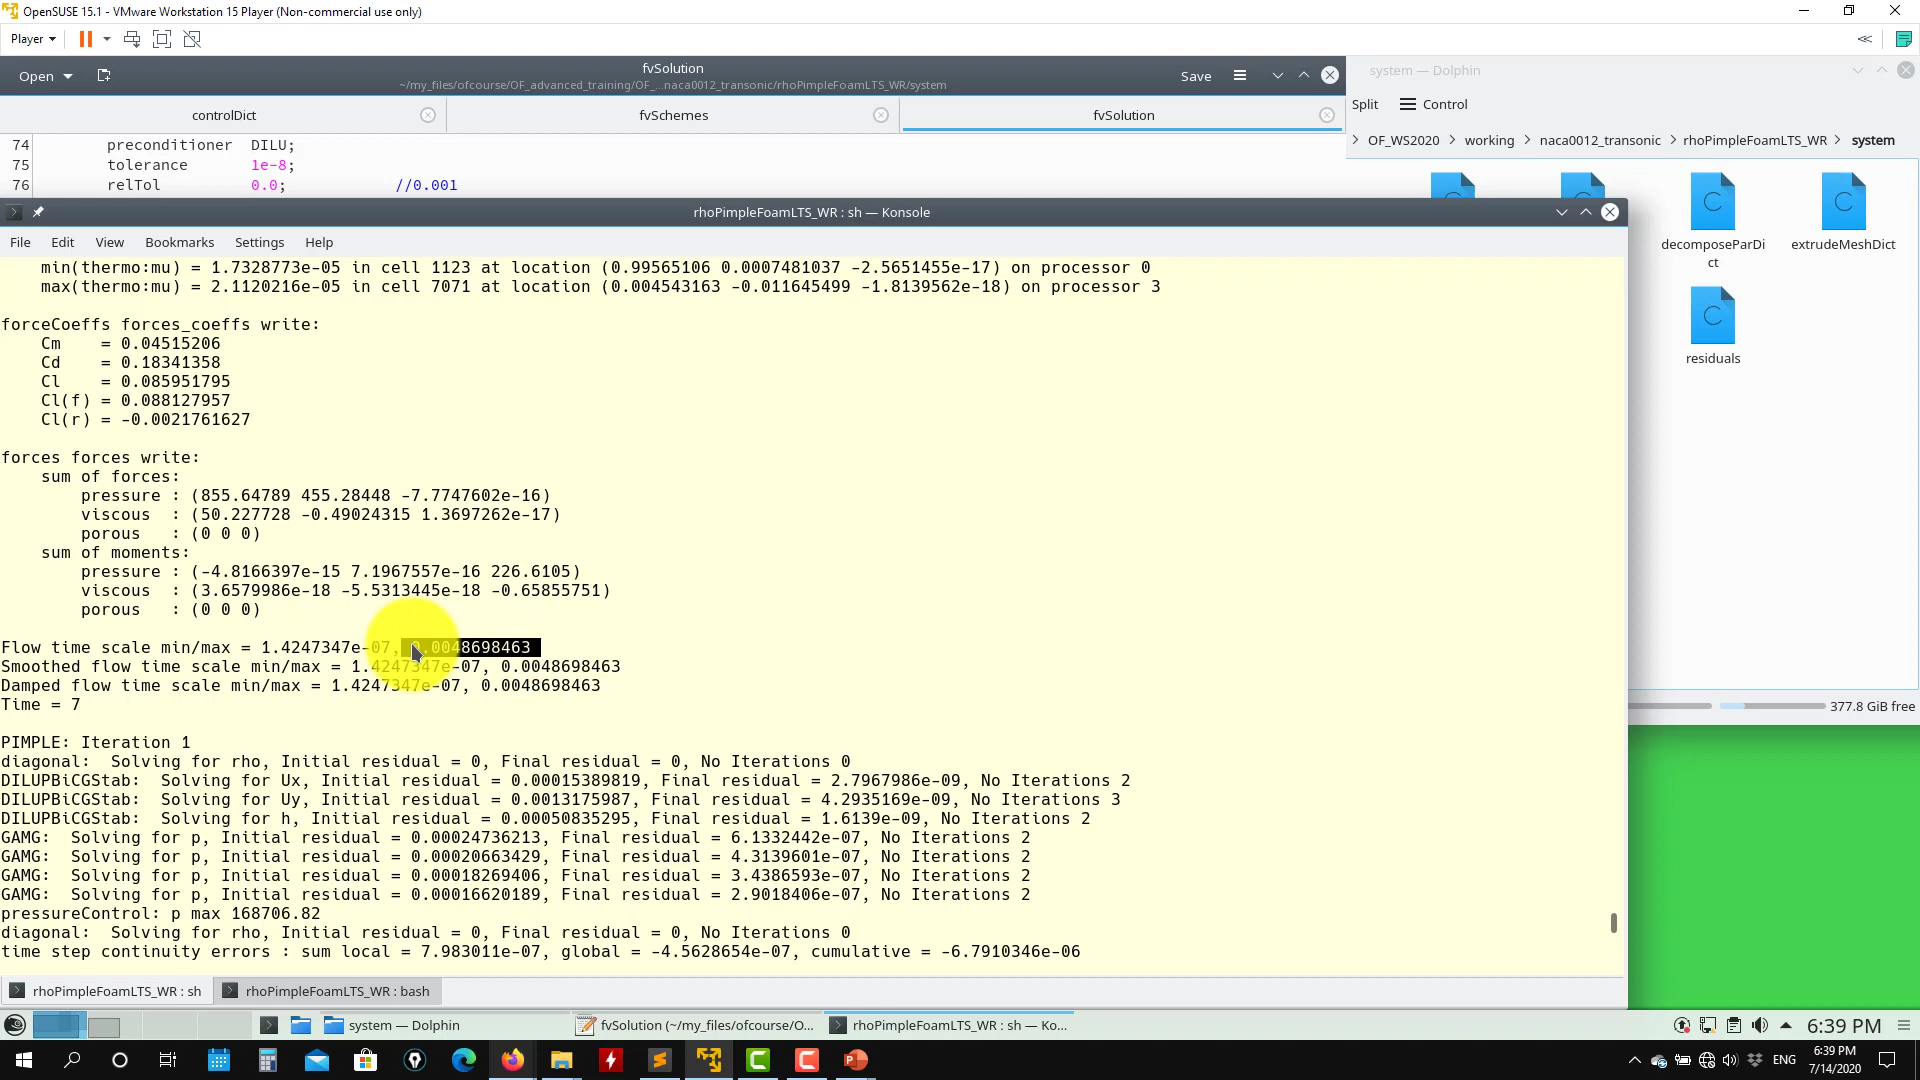 OpenSUSE 15.1 - VMware Workstation 15 Player (Non-commercial use only)
Player
Open
fvSolution
~/my_files/ofcourse/OF_advanced_training/OF_...naca0012_transonic/rhoPimpleFoamLTS_WR/system
Save
system — Dolphin
Split
Control
controlDict
fvSchemes
fvSolution
OF_WS2020
working
naca0012_transonic
rhoPimpleFoamLTS_WR
system
74 preconditioner DILU;
75 tolerance 1e-8;
76 relTol 0.0; //0.001
decomposeParDi
ct
extrudeMeshDict
residuals
377.8 GiB free
rhoPimpleFoamLTS_WR : sh — Konsole
File Edit View Bookmarks Settings Help
min(thermo:mu) = 1.7328773e-05 in cell 1123 at location (0.99565106 0.0007481037 -2.5651455e-17) on processor 0
max(thermo:mu) = 2.1120216e-05 in cell 7071 at location (0.004543163 -0.011645499 -1.8139562e-18) on processor 3
forceCoeffs forces_coeffs write:
Cm = 0.04515206
Cd = 0.18341358
Cl = 0.085951795
Cl(f) = 0.088127957
Cl(r) = -0.0021761627
forces forces write:
sum of forces:
pressure : (855.64789 455.28448 -7.7747602e-16)
viscous : (50.227728 -0.49024315 1.3697262e-17)
porous : (0 0 0)
sum of moments:
pressure : (-4.8166397e-15 7.1967557e-16 226.6105)
viscous : (3.6579986e-18 -5.5313445e-18 -0.65855751)
porous : (0 0 0)
Flow time scale min/max = 1.4247347e-07, 0.0048698463
Smoothed flow time scale min/max = 1.4247347e-07, 0.0048698463
Damped flow time scale min/max = 1.4247347e-07, 0.0048698463
Time = 7
PIMPLE: Iteration 1
diagonal: Solving for rho, Initial residual = 0, Final residual = 0, No Iterations 0
DILUPBiCGStab: Solving for Ux, Initial residual = 0.00015389819, Final residual = 2.7967986e-09, No Iterations 2
DILUPBiCGStab: Solving for Uy, Initial residual = 0.0013175987, Final residual = 4.2935169e-09, No Iterations 3
DILUPBiCGStab: Solving for h, Initial residual = 0.00050835295, Final residual = 1.6139e-09, No Iterations 2
GAMG: Solving for p, Initial residual = 0.00024736213, Final residual = 6.1332442e-07, No Iterations 2
GAMG: Solving for p, Initial residual = 0.00020663429, Final residual = 4.3139601e-07, No Iterations 2
GAMG: Solving for p, Initial residual = 0.00018269406, Final residual = 3.4386593e-07, No Iterations 2
GAMG: Solving for p, Initial residual = 0.00016620189, Final residual = 2.9018406e-07, No Iterations 2
pressureControl: p max 168706.82
diagonal: Solving for rho, Initial residual = 0, Final residual = 0, No Iterations 0
time step continuity errors : sum local = 7.983011e-07, global = -4.5628654e-07, cumulative = -6.7910346e-06
rhoPimpleFoamLTS_WR : sh
rhoPimpleFoamLTS_WR : bash
system — Dolphin
fvSolution (~/my_files/ofcourse/O...
rhoPimpleFoamLTS_WR : sh — Ko...
6:39 PM
ENG
6:39 PM
7/14/2020